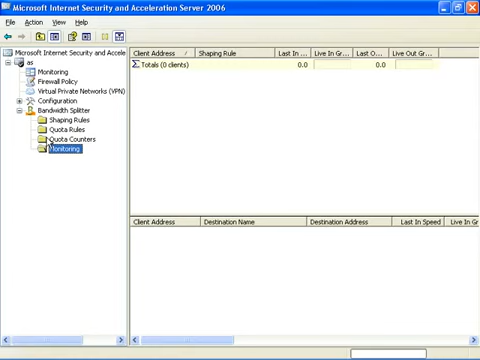 Microsoft Internet Security and Acceleration Server 2006
File Action View Help
Microsoft Internet Security and Accele
as
Monitoring
Firewall Policy
Virtual Private Networks (VPN)
Configuration
Bandwidth Splitter
Shaping Rules
Quota Rules
Quota Counters
Monitoring
Client Address Shaping Rule Last In ... Live In Gr... Last O... Live Out Gr...
Totals (0 clients) 0.0 0.0
Client Address Destination Name Destination Address Last In Speed Live In Gr